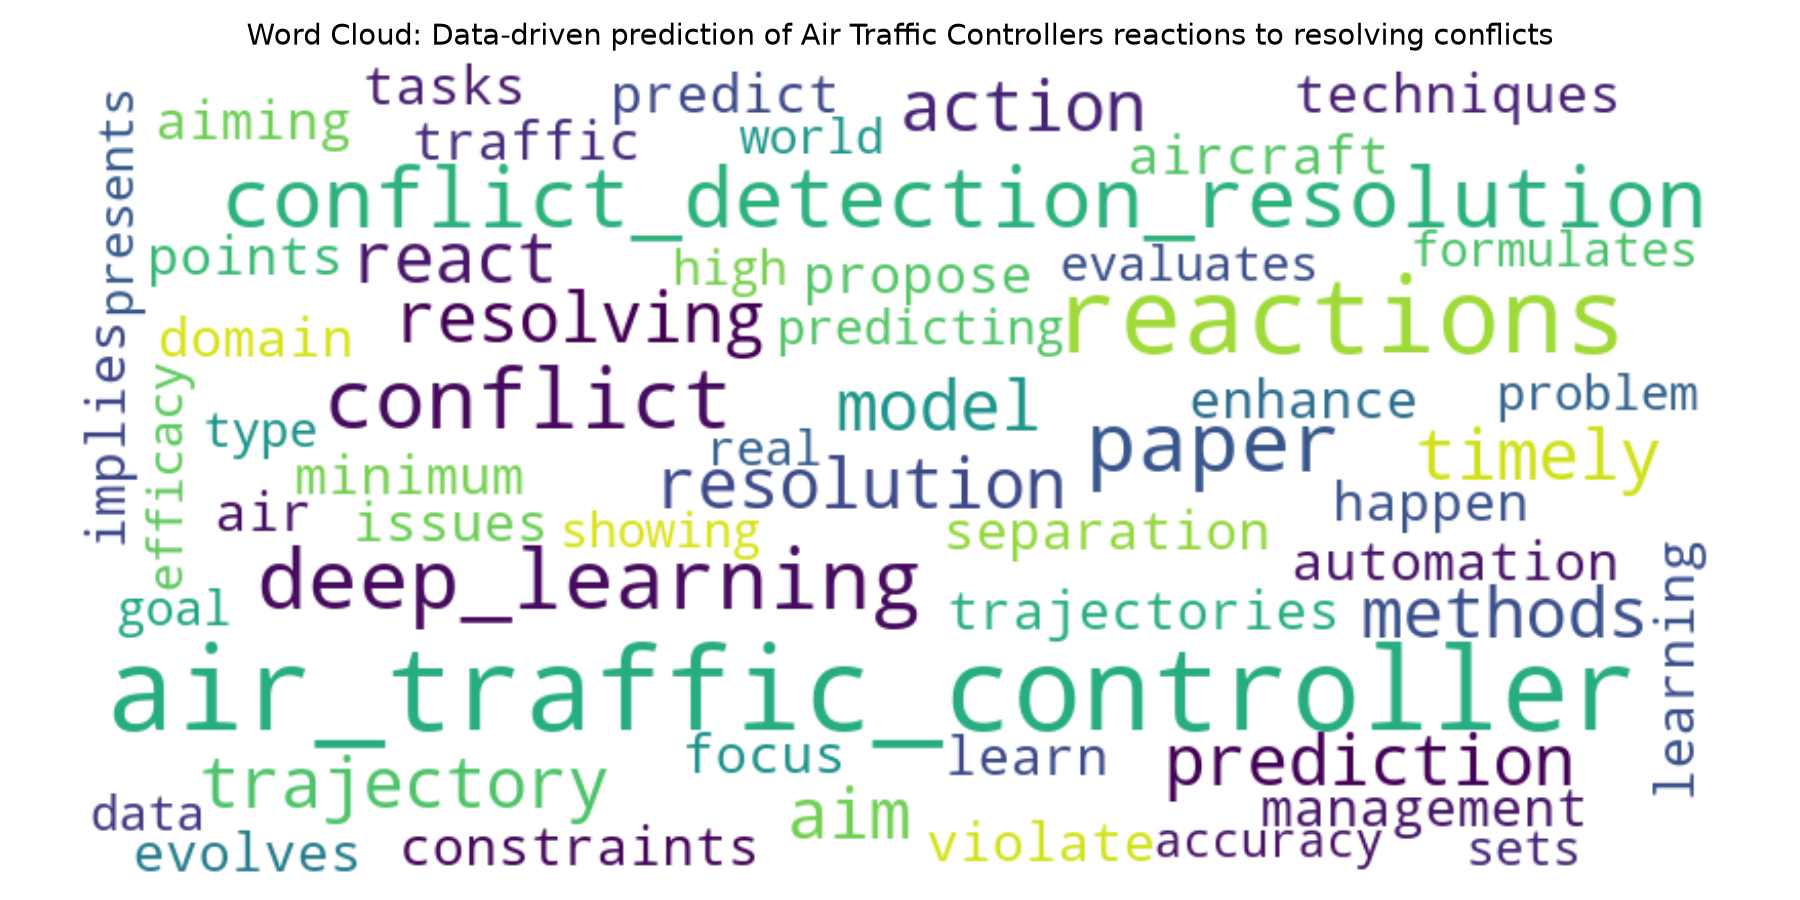 Word Cloud: Data-driven prediction of Air Traffic Controllers reactions to resolving conflicts
tasks
predict
action
techniques
presents
aiming
traffic
world
aircraft
conflict_detection_resolution
points
react
high
propose
evaluates
formulates
resolving
predicting
reactions
implies
domain
efficacy
conflict
model
enhance
problem
type
real
paper
timely
minimum
resolution
happen
air
issues
showing
separation
automation
learning
deep_learning
goal
trajectories
methods
air_traffic_controller
focus
learn
prediction
trajectory
data
aim
management
evolves
constraints
violate
accuracy
sets